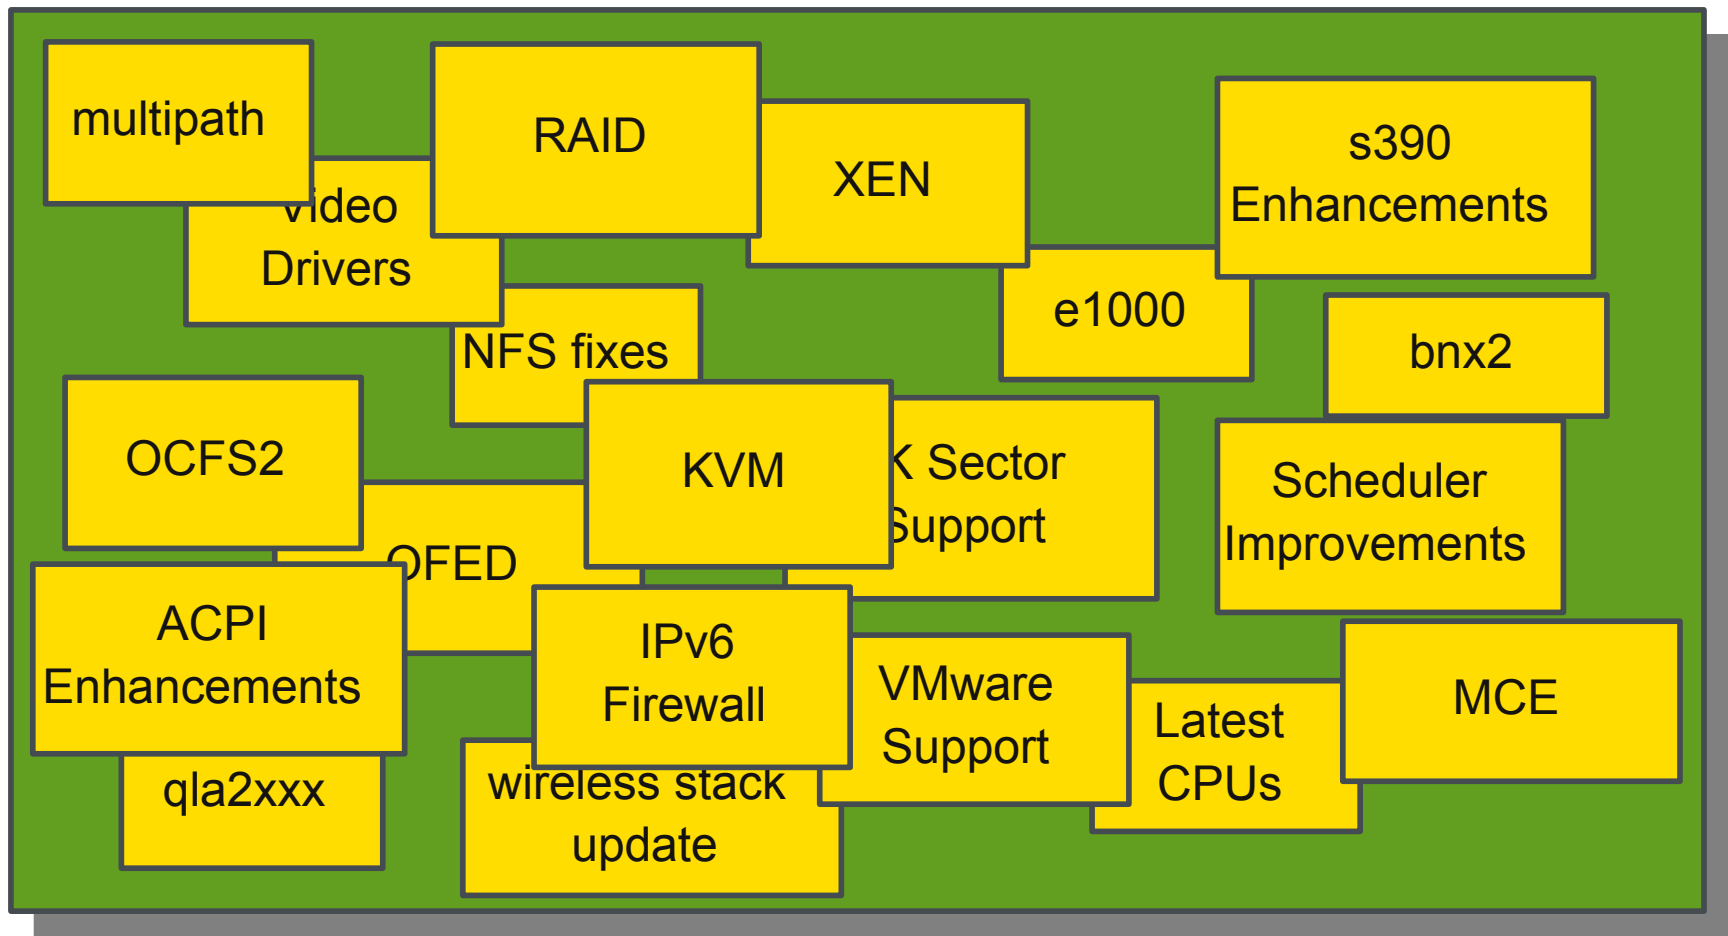 multipath
RAID
XEN
s390
Enhancements
Video
Drivers
e1000
NFS fixes
bnx2
OCFS2
KVM
K Sector
Support
Scheduler
Improvements
OFED
ACPI
Enhancements
IPv6
Firewall
VMware
Support
Latest
CPUs
MCE
qla2xxx
wireless stack
update